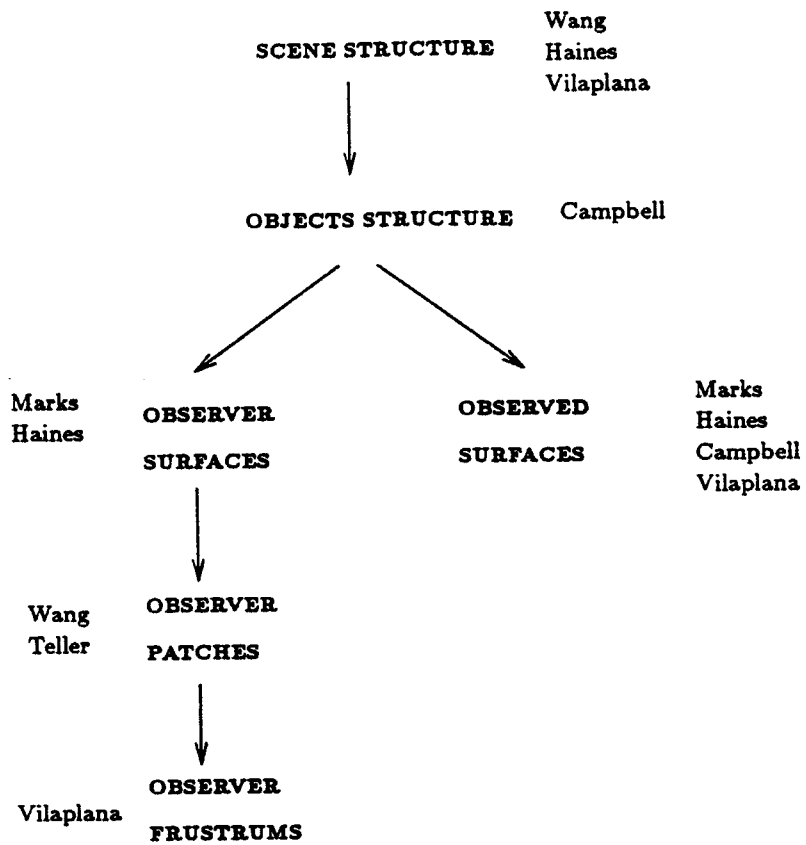 SCENE STRUCTURE
Wang
Haines
Vilaplana
OBJECTS STRUCTURE
Campbell
Marks
Haines
OBSERVER
SURFACES
OBSERVED
SURFACES
Marks
Haines
Campbell
Vilaplana
Wang
Teller
OBSERVER
PATCHES
Vilaplana
OBSERVER
FRUSTRUMS